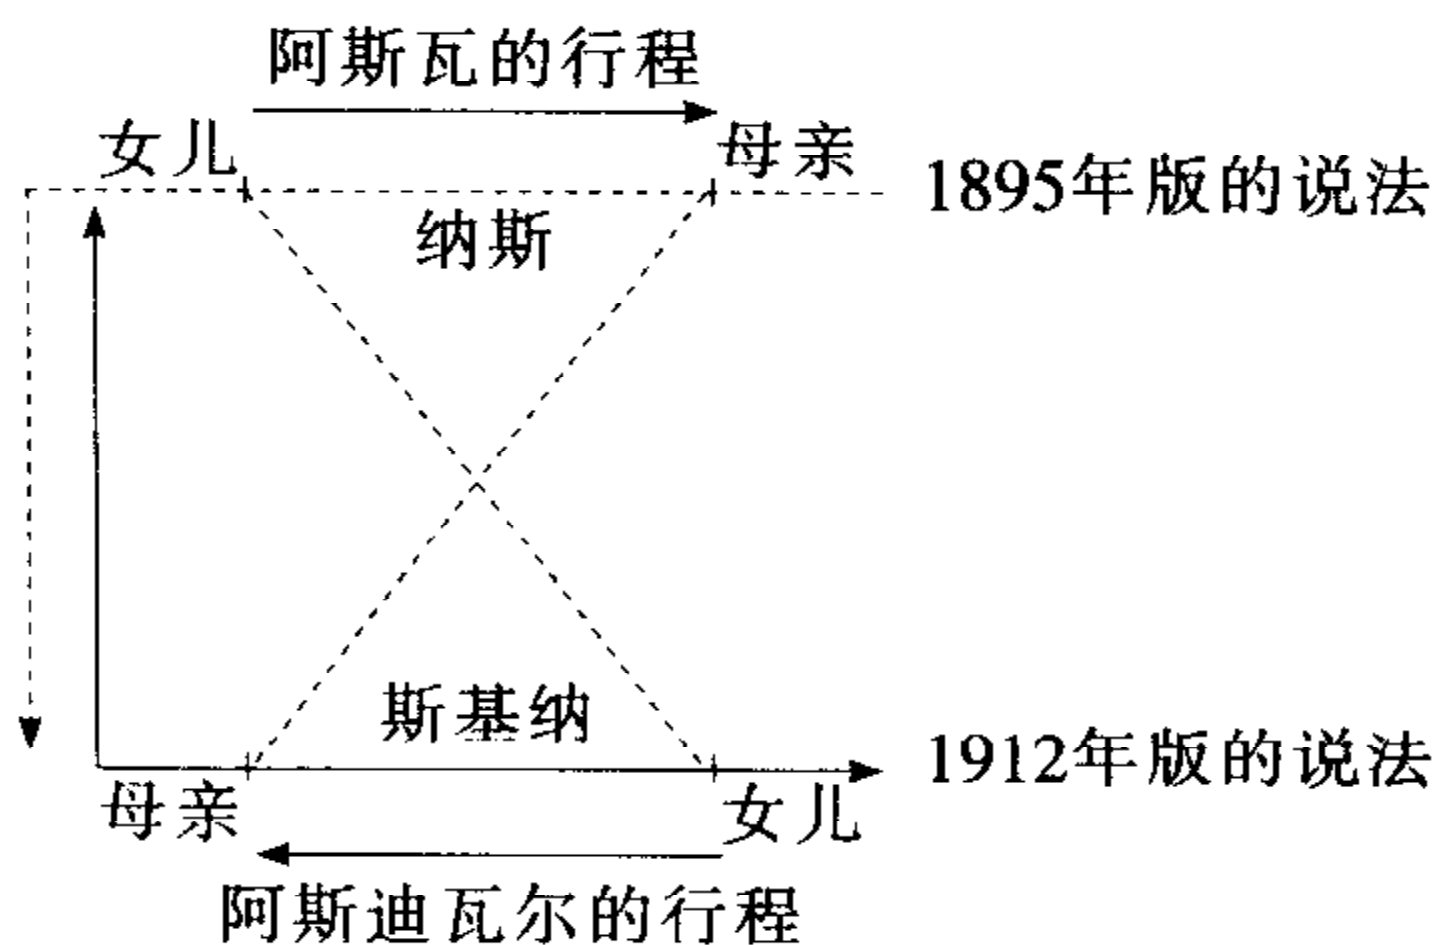 阿斯瓦的行程
女儿
母亲
1895年版的说法
纳斯
斯基纳
1912年版的说法
母亲
女儿
阿斯迪瓦尔的行程